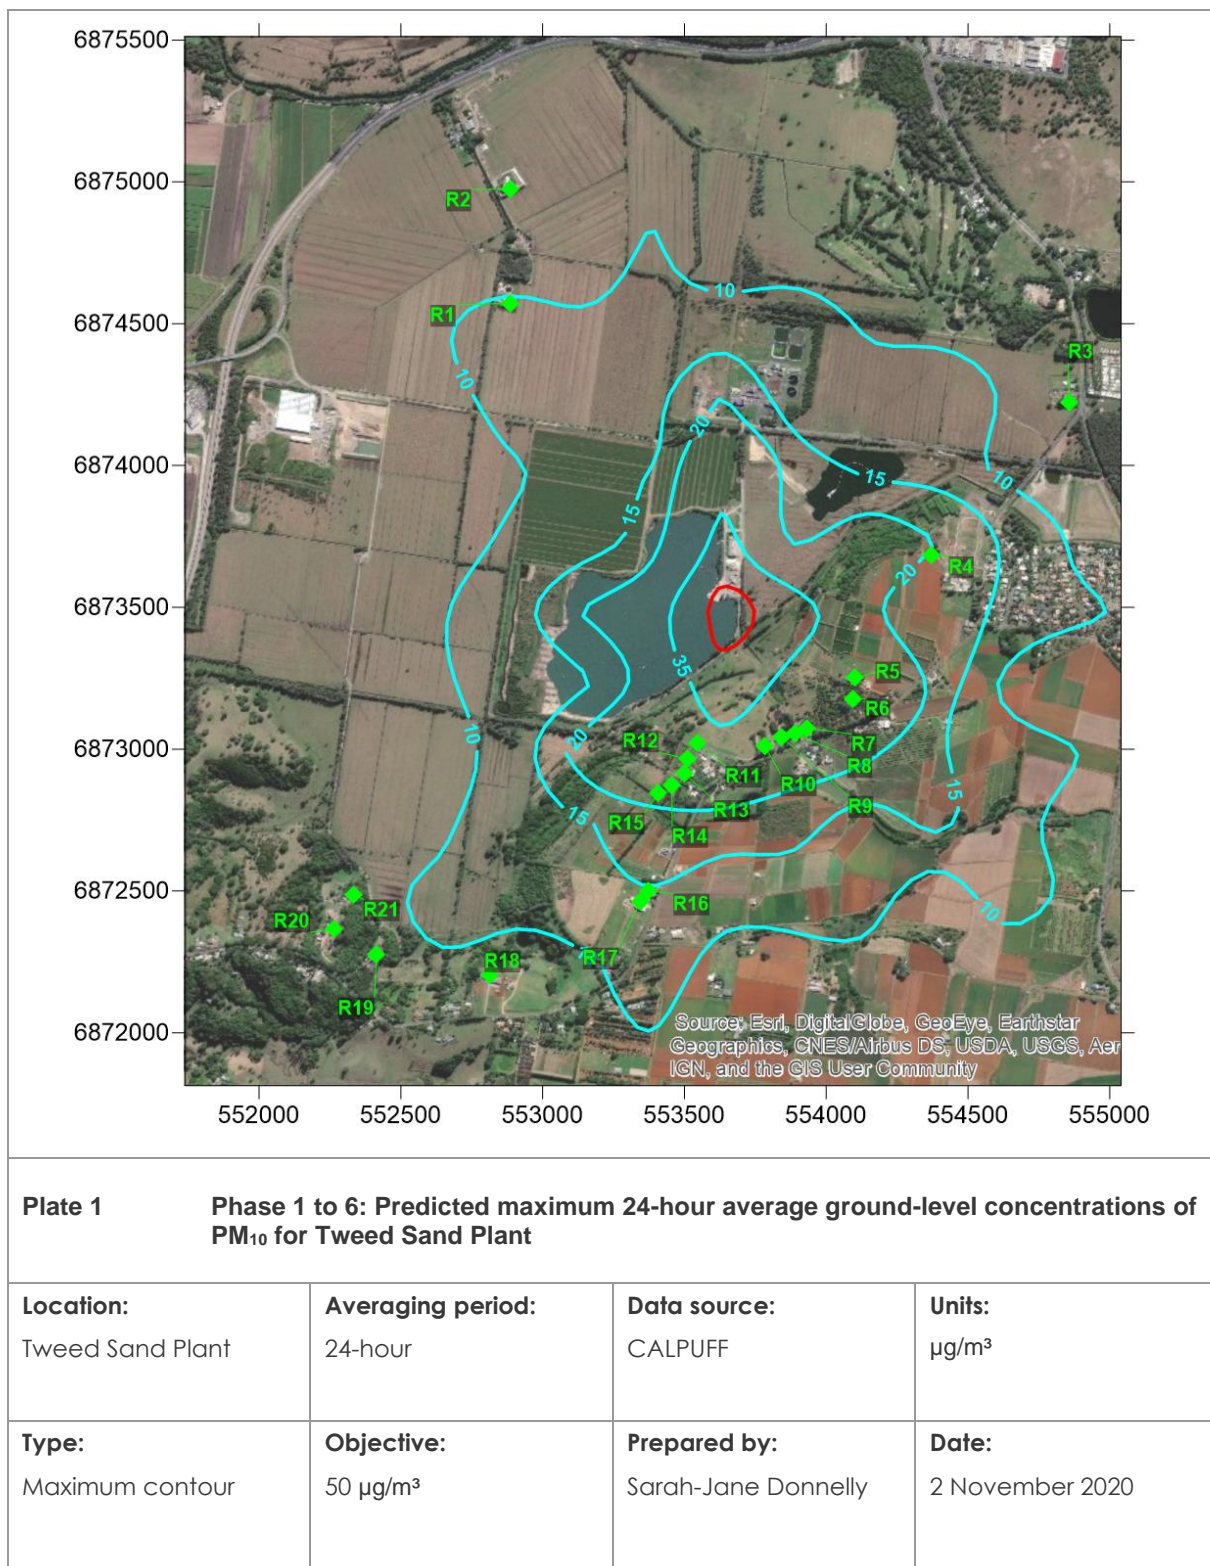 6875500
6875000
6874500
6874000
6873500
6873000
6872500
6872000
552000 552500 553000 553500 554000 554500 555000
R2
R1
R3
R4
R5
R6
R7
R8
R9
R10
R11
R12
R13
R14
R15
R16
R17
R18
R19
R20
R21
10
10
10
10
10
15
15
15
15
20
20
20
35
Source: Esri, DigitalGlobe, GeoEye, Earthstar
Geographics, CNES/Airbus DS, USDA, USGS, Aer
IGN, and the GIS User Community
Plate 1 Phase 1 to 6: Predicted maximum 24-hour average ground-level concentrations of
PM₁₀ for Tweed Sand Plant
Location: Averaging period: Data source: Units:
Tweed Sand Plant 24-hour CALPUFF µg/m³
Type: Objective: Prepared by: Date:
Maximum contour 50 µg/m³ Sarah-Jane Donnelly 2 November 2020